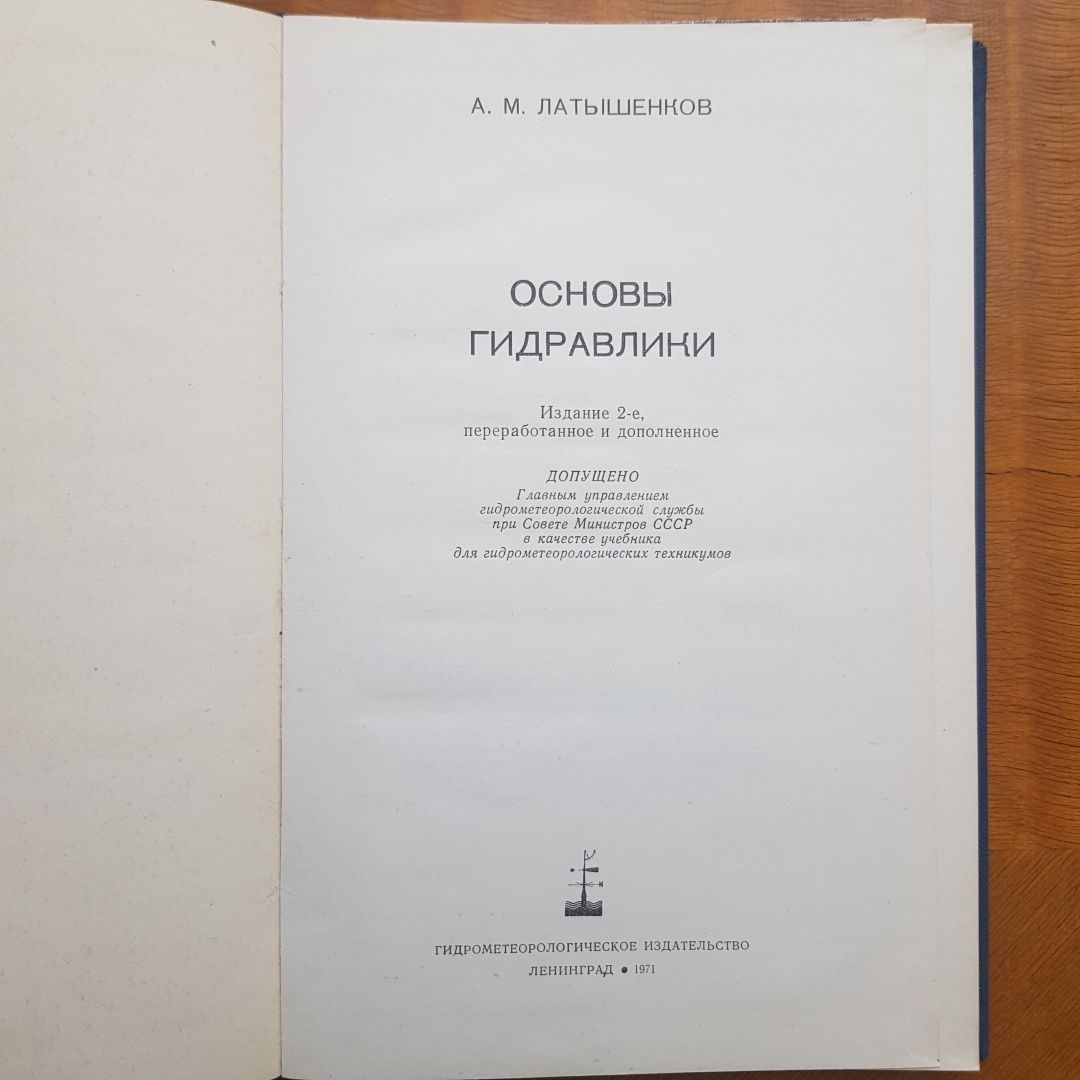 А. М. ЛАТЫШЕНКОВ
ОСНОВЫ
ГИДРАВЛИКИ
Издание 2-е,
переработанное и дополненное
ДОПУЩЕНО
Главным управлением
гидрометеорологической службы
при Совете Министров СССР
в качестве учебника
для гидрометеорологических техникумов
N
ГИДРОМЕТЕОРОЛОГИЧЕСКОЕ ИЗДАТЕЛЬСТВО
ЛЕНИНГРАД • 1971